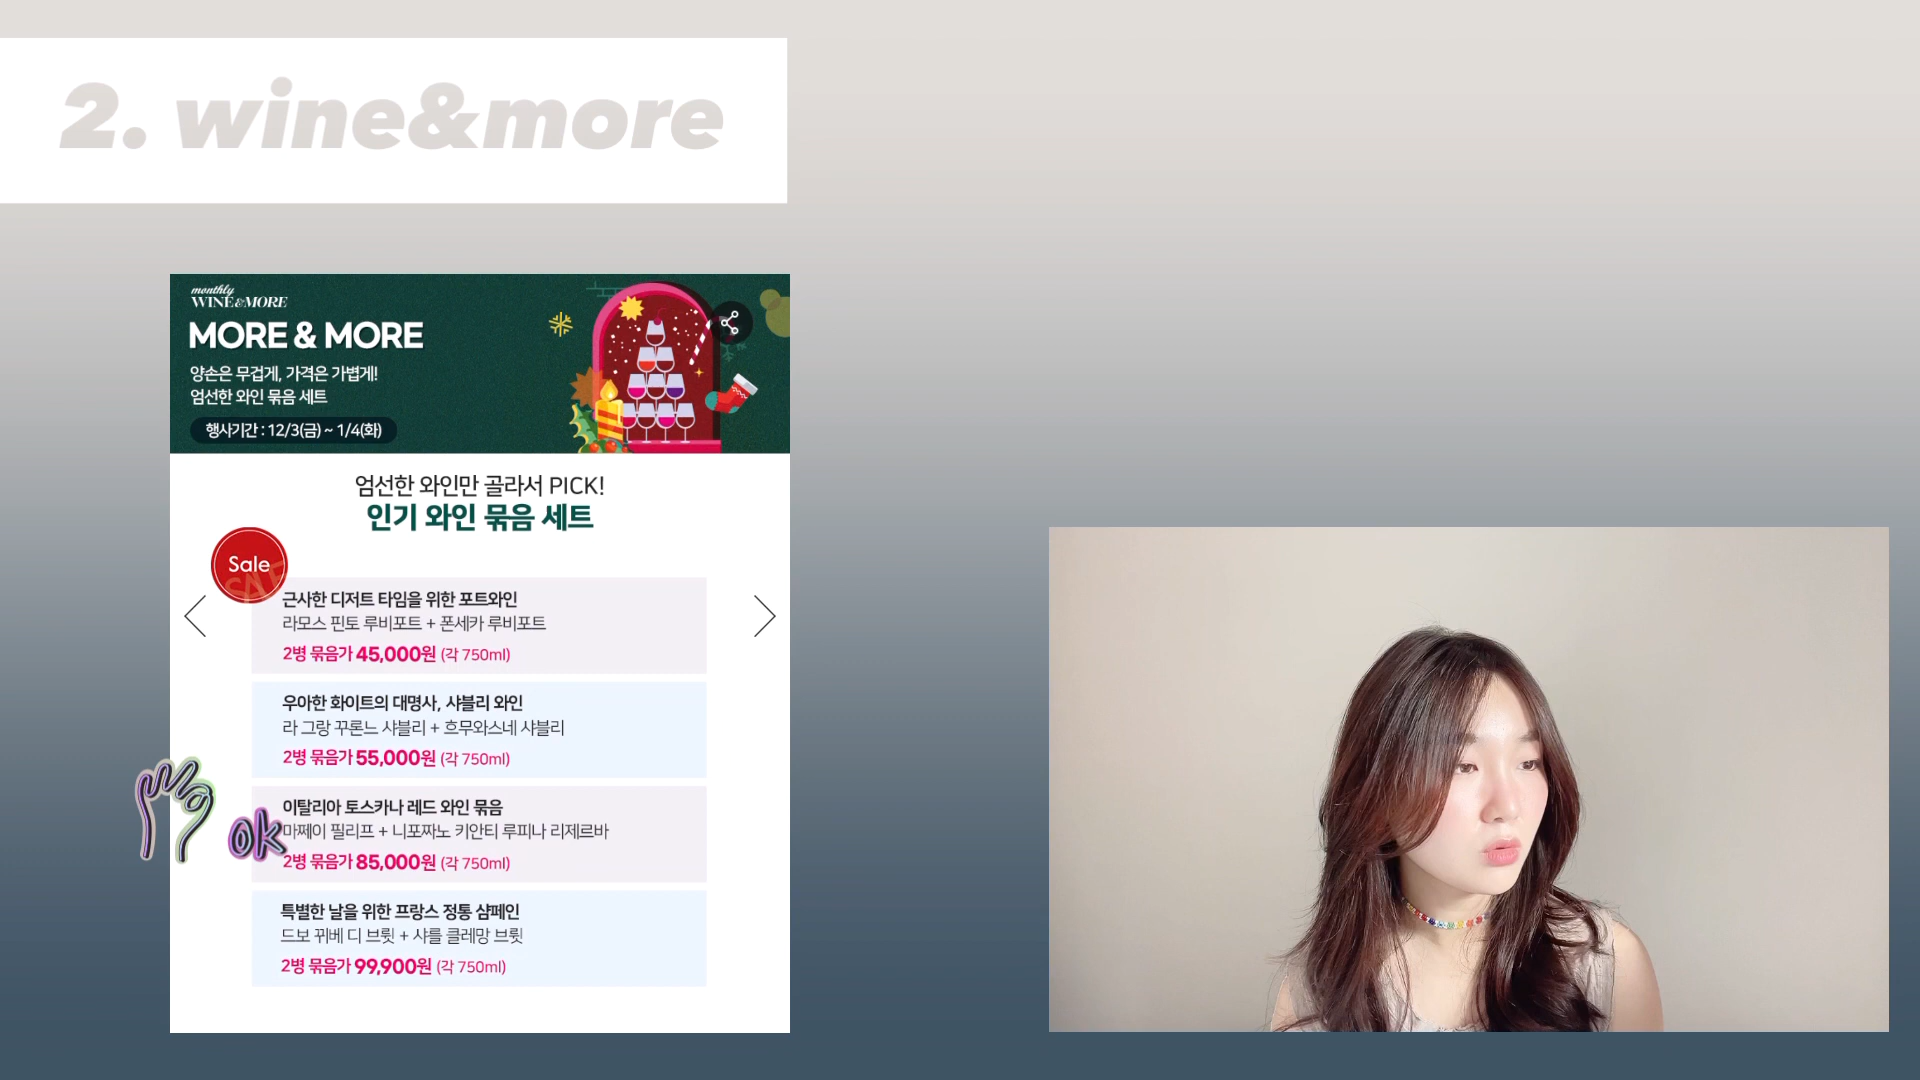 2. wine&more
monthly
WINE&MORE
MORE & MORE
양손은 무겁게, 가격은 가볍게!
엄선한 와인 묶음 세트
행사기간 : 12/3(금) ~ 1/4(화)
엄선한 와인만 골라서 PICK!
인기 와인 묶음 세트
Sale
SALE
근사한 디저트 타임을 위한 포트와인
라모스 핀토 루비포트 + 폰세카 루비포트
2병 묶음가 45,000원 (각 750ml)
우아한 화이트의 대명사, 샤블리 와인
라 그랑 꾸론느 샤블리 + 흐무와스네 샤블리
2병 묶음가 55,000원 (각 750ml)
이탈리아 토스카나 레드 와인 묶음
마쩨이 필리프 + 니포짜노 키안티 루피나 리제르바
2병 묶음가 85,000원 (각 750ml)
ok
특별한 날을 위한 프랑스 정통 샴페인
드보 뀌베 디 브륏 + 샤를 클레망 브륏
2병 묶음가 99,900원 (각 750ml)